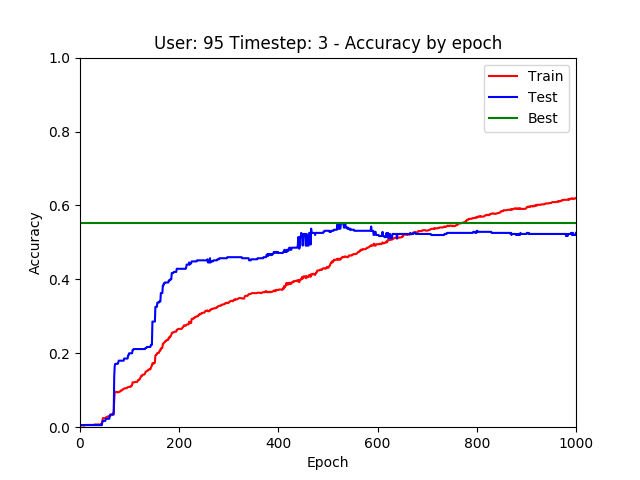 User: 95 Timestep: 3 - Accuracy by epoch
1.0
0.8
0.6
0.4
0.2
0.0
Accuracy
Train
Test
Best
0 200 400 600 800 1000
Epoch